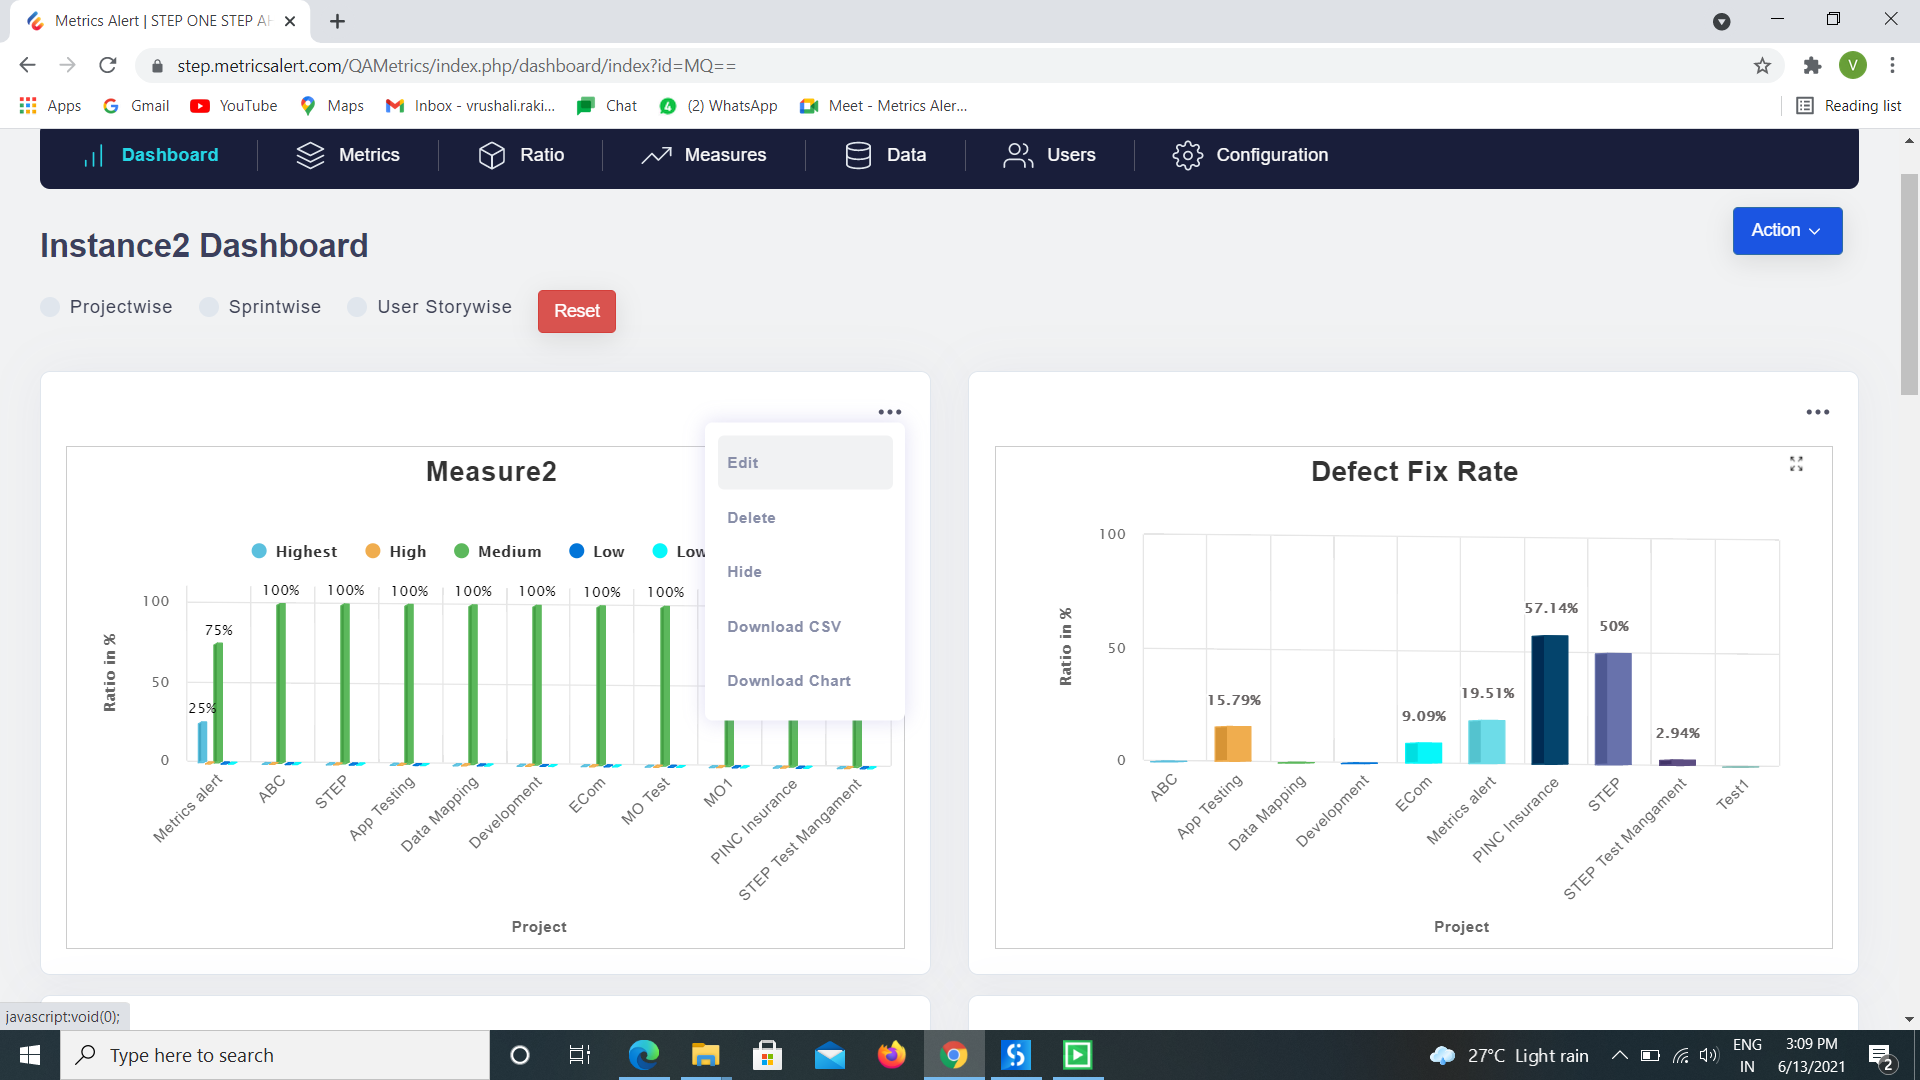 Metrics Alert | STEP ONE STEP AH
step.metricsalert.com/QAMetrics/index.php/dashboard/index?id=MQ==
V
Apps
Gmail
YouTube
Maps
Inbox - vrushali.raki...
Chat
(2) WhatsApp
Meet - Metrics Aler...
Reading list
Dashboard
Metrics
Ratio
Measures
Data
Users
Configuration
Instance2 Dashboard
Action
Projectwise
Sprintwise
User Storywise
Reset
Edit
Delete
Hide
Download CSV
Download Chart
Measure2
Highest
High
Medium
Low
Low
Ratio in %
100
50
0
25%
75%
100%
100%
100%
100%
100%
100%
100%
Metrics alert
ABC
STEP
App Testing
Data Mapping
Development
ECom
MO Test
MO1
PINC Insurance
STEP Test Mangament
Project
Defect Fix Rate
Ratio in %
100
50
0
15.79%
9.09%
19.51%
57.14%
50%
2.94%
ABC
App Testing
Data Mapping
Development
ECom
Metrics alert
PINC Insurance
STEP
STEP Test Mangament
Test1
Project
javascript:void(0);
Type here to search
27°C Light rain
ENG
IN
3:09 PM
6/13/2021
2